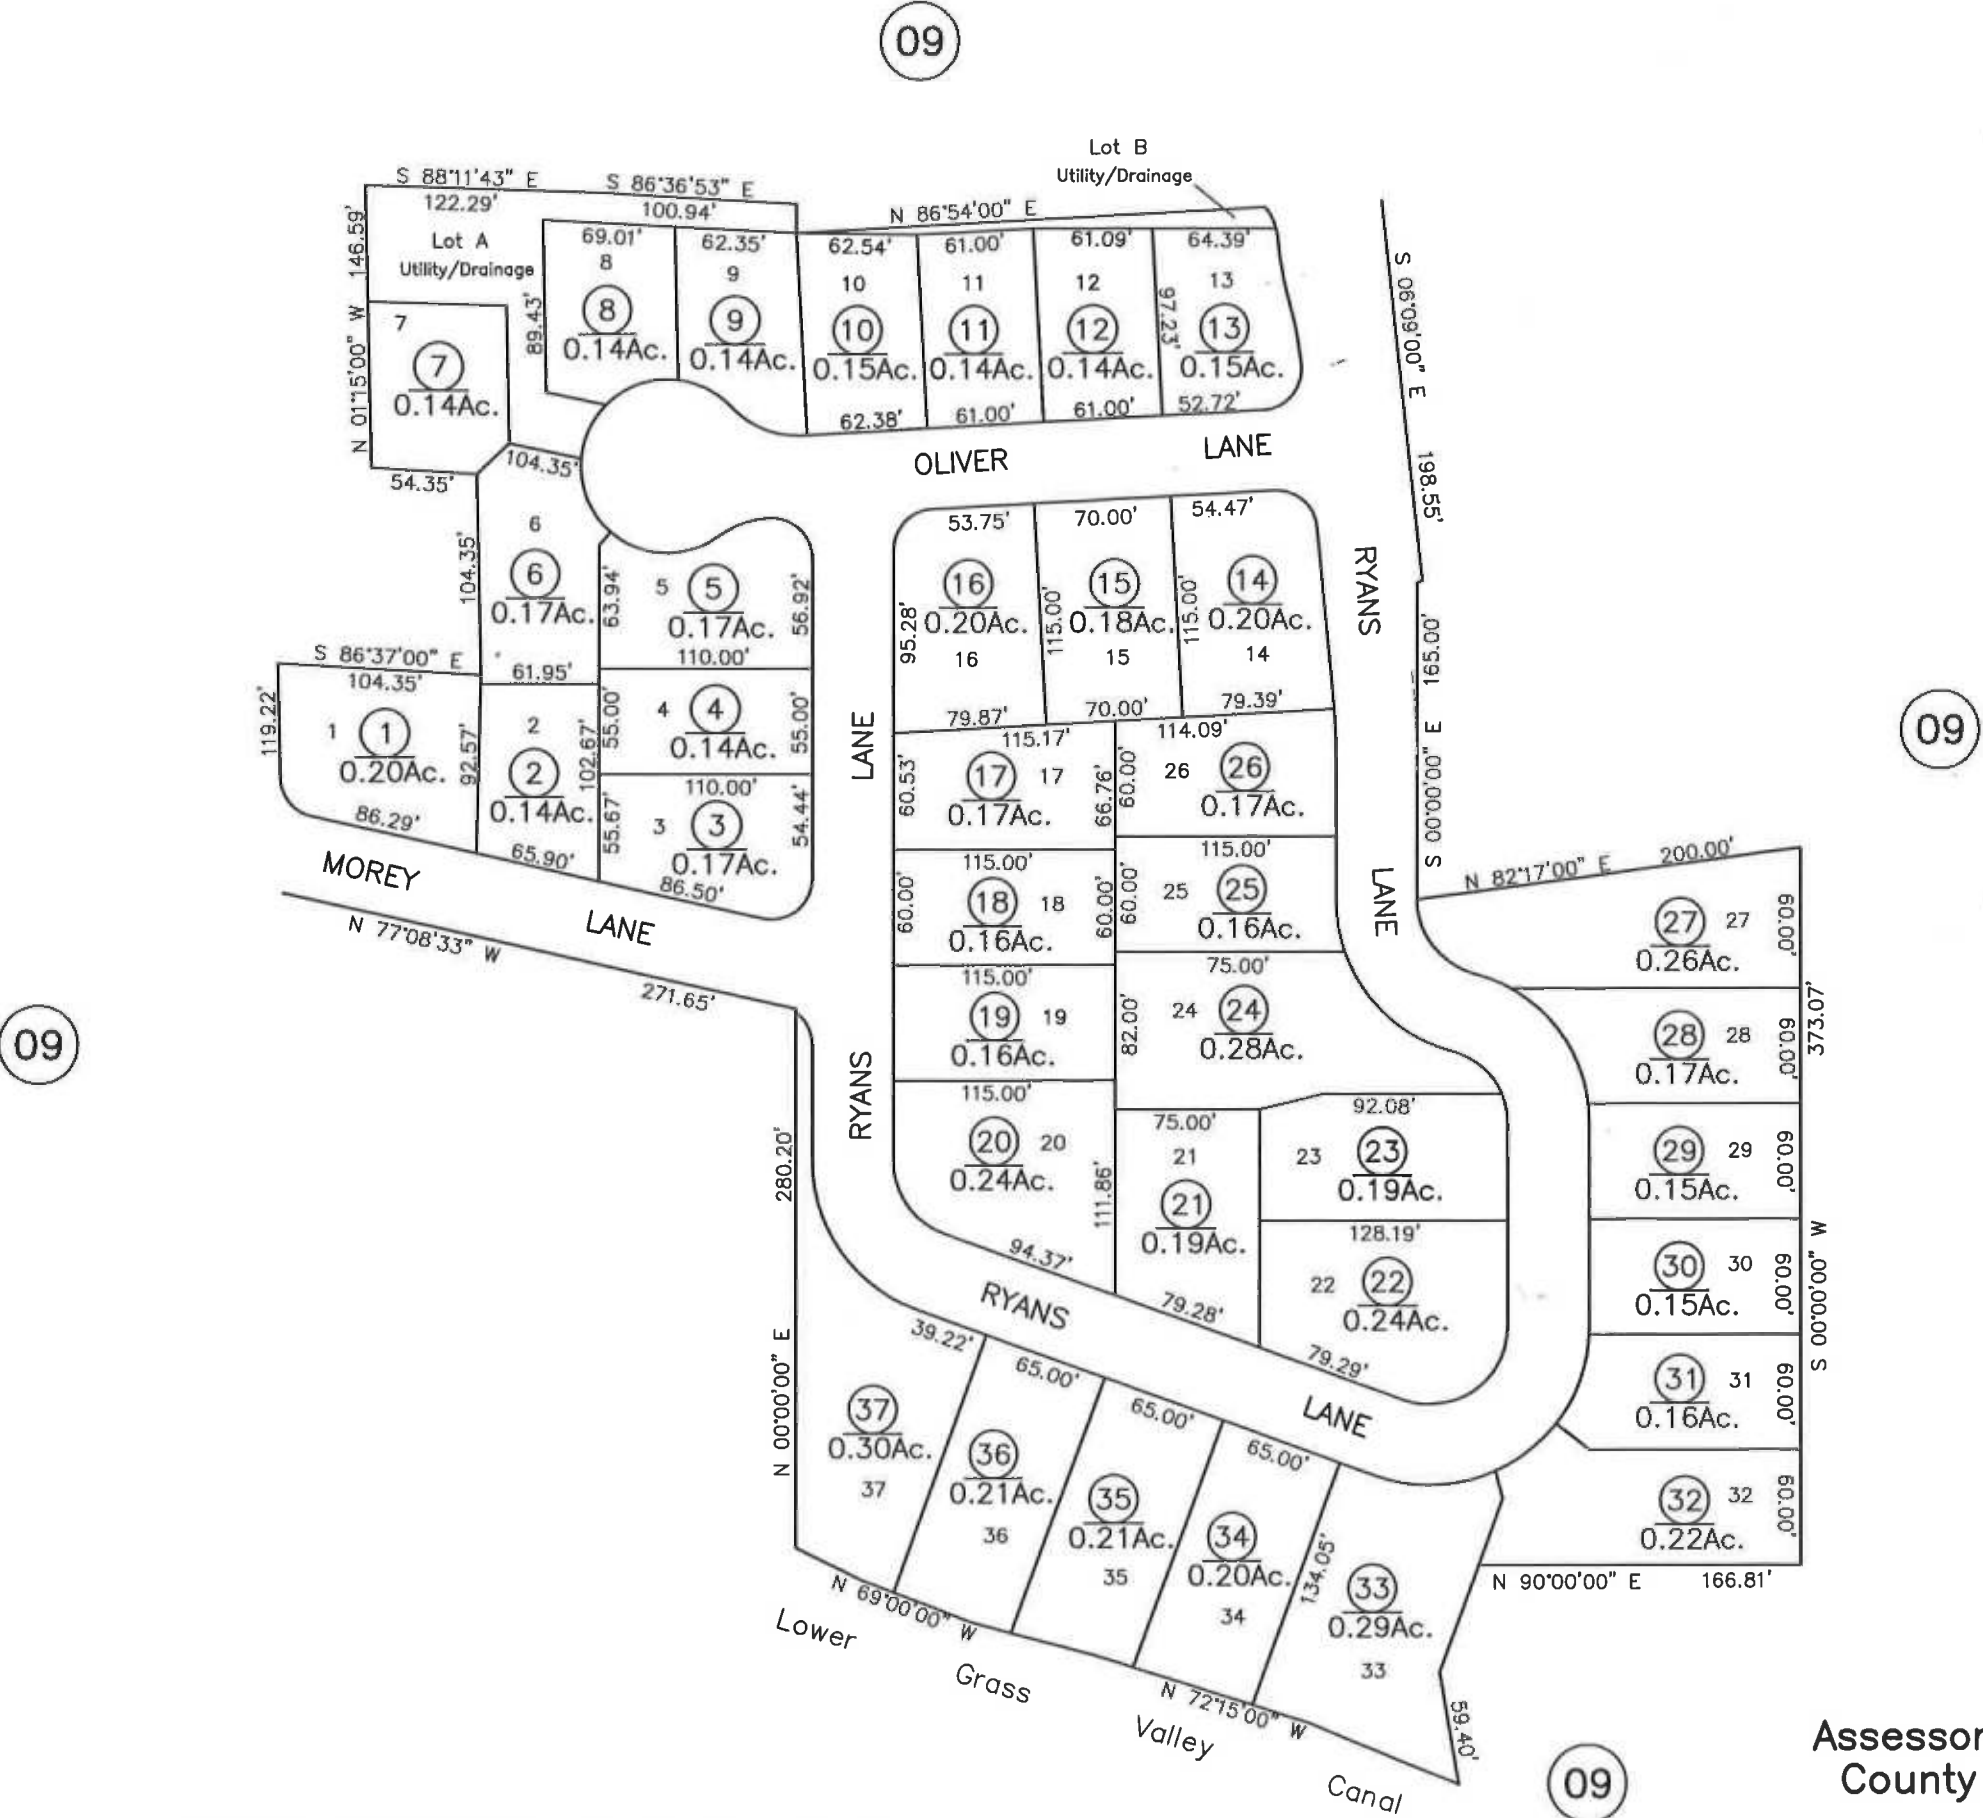 09
Lot B
Utility/Drainage
S 88°11'43" E
S 86°36'53" E
122.29'
100.94'
N 86°54'00" E
Lot A
Utility/Drainage
N 01°15'00" W 146.59'
69.01'
8
8
0.14Ac.
89.43'
62.35'
9
9
0.14Ac.
62.54'
10
10
0.15Ac.
62.38'
61.00'
11
11
0.14Ac.
61.00'
61.09'
12
12
0.14Ac.
61.00'
64.39'
13
97.23'
13
0.15Ac.
52.72'
S 06°09'00" E 198.55'
7
7
0.14Ac.
54.35'
104.35'
OLIVER LANE
6
6
0.17Ac.
104.35'
61.95'
63.94'
5
5
0.17Ac.
56.92'
110.00'
53.75'
16
0.20Ac.
16
95.28'
79.87'
70.00'
15
0.18Ac.
15
115.00'
70.00'
54.47'
14
0.20Ac.
14
115.00'
79.39'
RYANS LANE
S 00°00'00" E 165.00'
S 86°37'00" E
104.35'
119.22'
1
1
0.20Ac.
86.29'
92.57'
2
2
0.14Ac.
102.67'
65.90'
55.00'
4
4
0.14Ac.
55.00'
110.00'
55.67'
3
3
0.17Ac.
54.44'
86.50'
MOREY LANE
N 77°08'33" W
271.65'
LANE
RYANS
115.17'
17
17
0.17Ac.
60.53'
66.76'
114.09'
26
26
0.17Ac.
60.00'
115.00'
18
18
0.16Ac.
60.00'
60.00'
115.00'
25
25
0.16Ac.
60.00'
115.00'
19
19
0.16Ac.
75.00'
24
24
0.28Ac.
82.00'
115.00'
20
20
0.24Ac.
111.86'
94.37'
75.00'
21
21
0.19Ac.
79.28'
92.08'
23
23
0.19Ac.
128.19'
22
22
0.24Ac.
79.29'
RYANS LANE
N 82°17'00" E 200.00'
27
27
0.26Ac.
60.00'
28
28
0.17Ac.
60.00'
29
29
0.15Ac.
60.00'
30
30
0.15Ac.
60.00'
31
31
0.16Ac.
60.00'
32
32
0.22Ac.
60.00'
373.07'
S 00°00'00" W
N 90°00'00" E 166.81'
N 00°00'00" E 280.20'
39.22'
37
0.30Ac.
37
65.00'
36
0.21Ac.
36
65.00'
35
0.21Ac.
35
65.00'
34
0.20Ac.
34
134.05'
33
0.29Ac.
33
59.40'
N 69°00'00" W
N 72°15'00" W
Lower Grass Valley Canal
09
09
09
Assessor
County